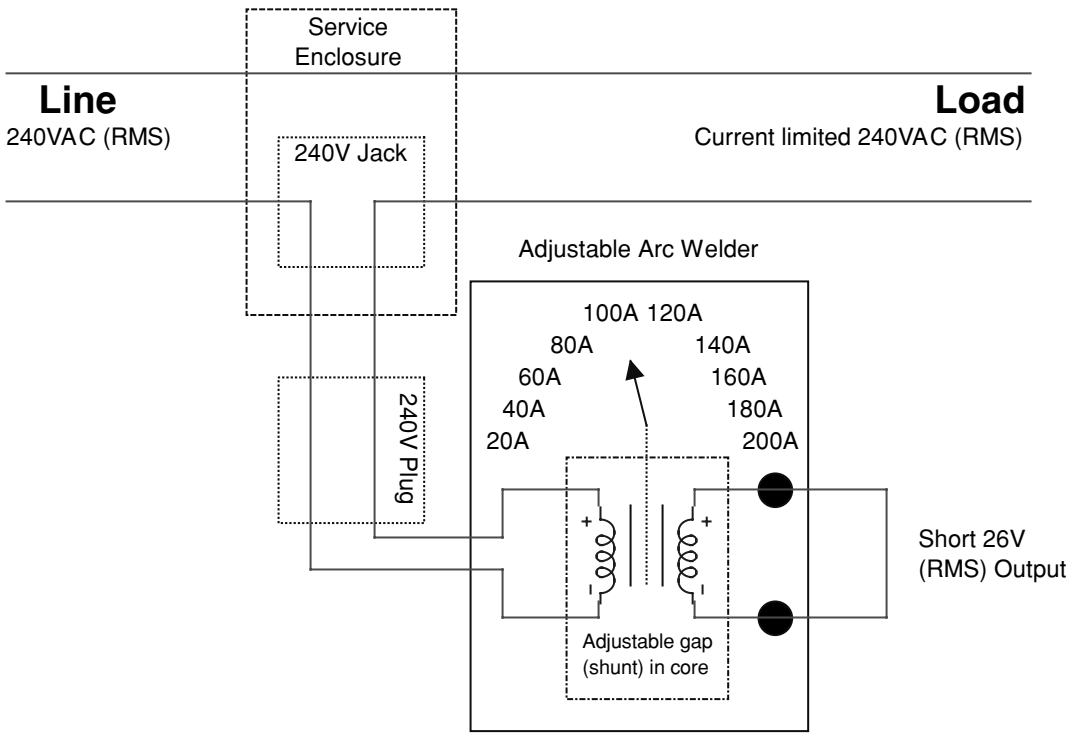 Service
Enclosure
Line
240VAC (RMS)
Load
Current limited 240VAC (RMS)
240V Jack
Adjustable Arc Welder
100A 120A
80A
140A
60A
160A
40A
180A
20A
200A
240V Plug
+
+
-
-
Short 26V
(RMS) Output
Adjustable gap
(shunt) in core